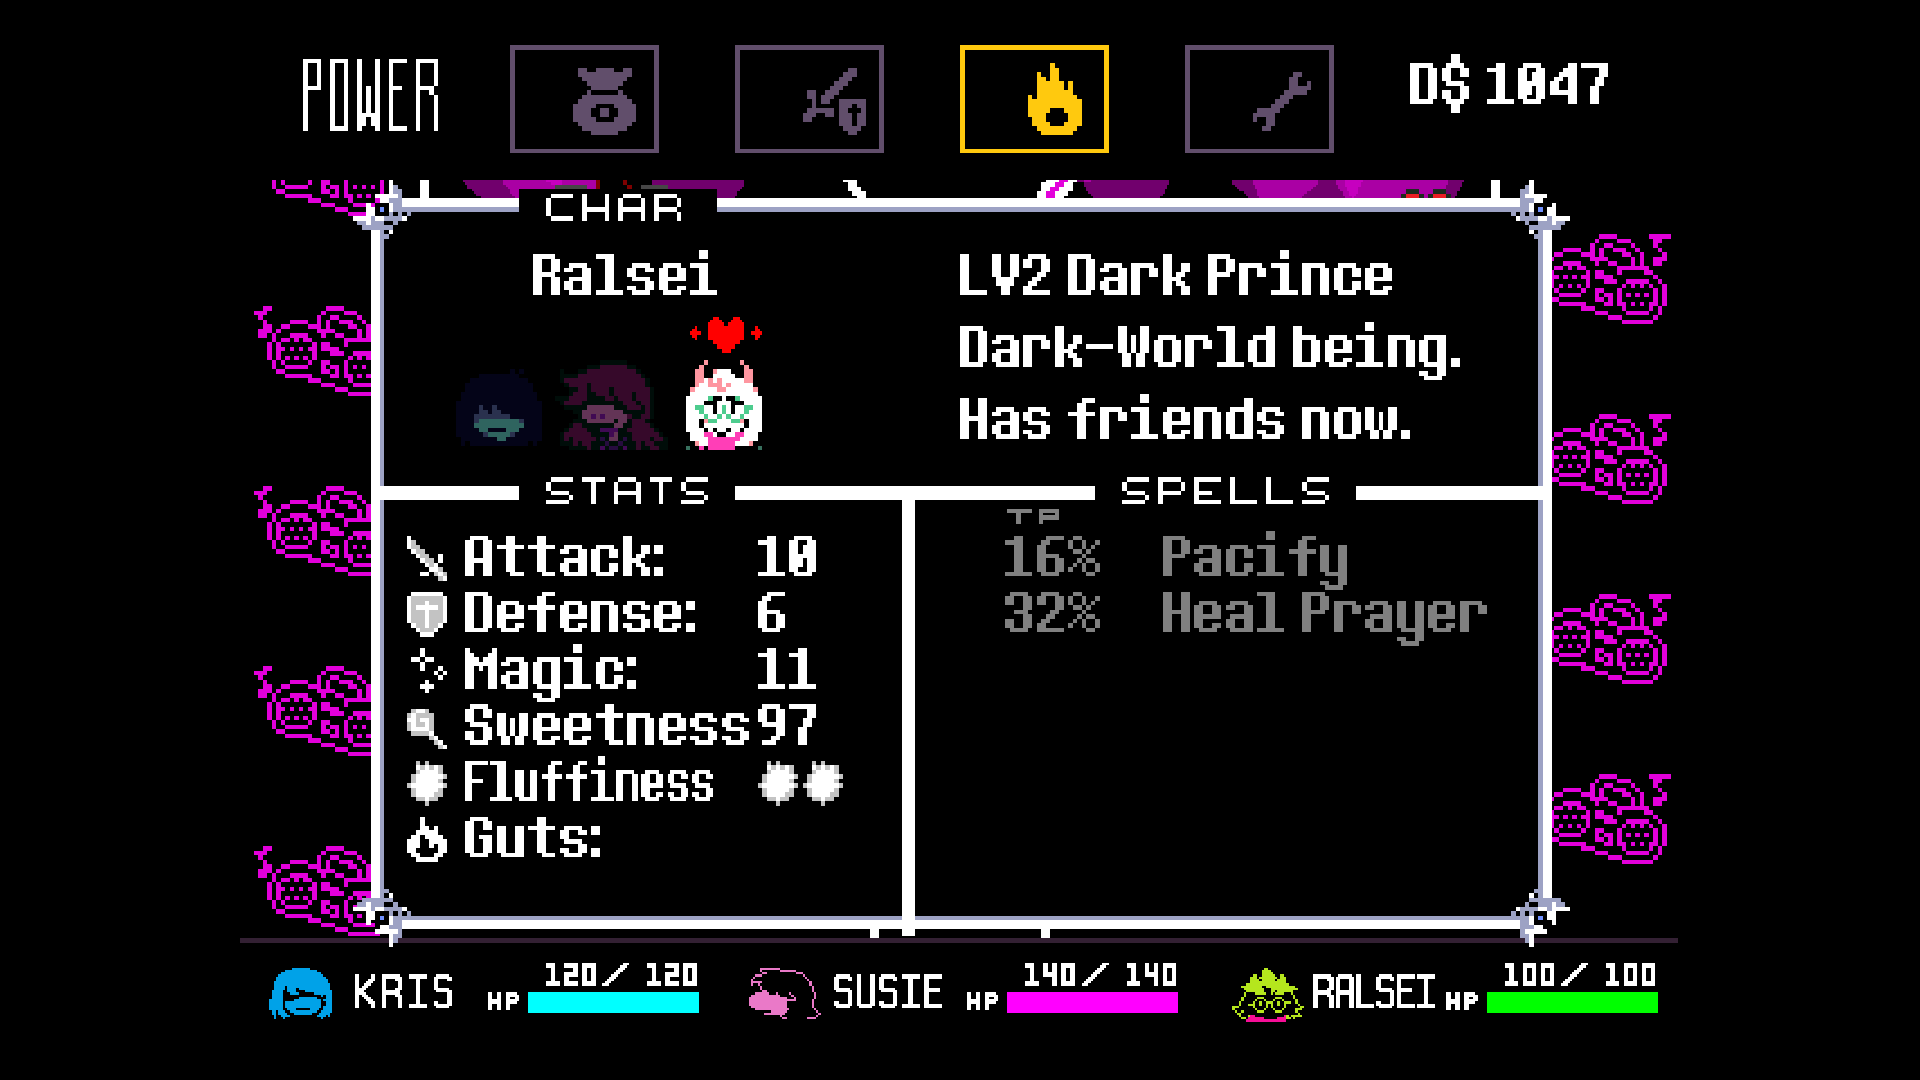 POWER D$ 1047
CHAR
Ralsei
LV2 Dark Prince
Dark-World being.
Has friends now.
STATS
Attack: 10
Defense: 6
Magic: 11
Sweetness 97
Fluffiness
Guts:
SPELLS
TP
16% Pacify
32% Heal Prayer
KRIS HP 120/ 120
SUSIE HP 140/ 140
RALSEI HP 100/ 100